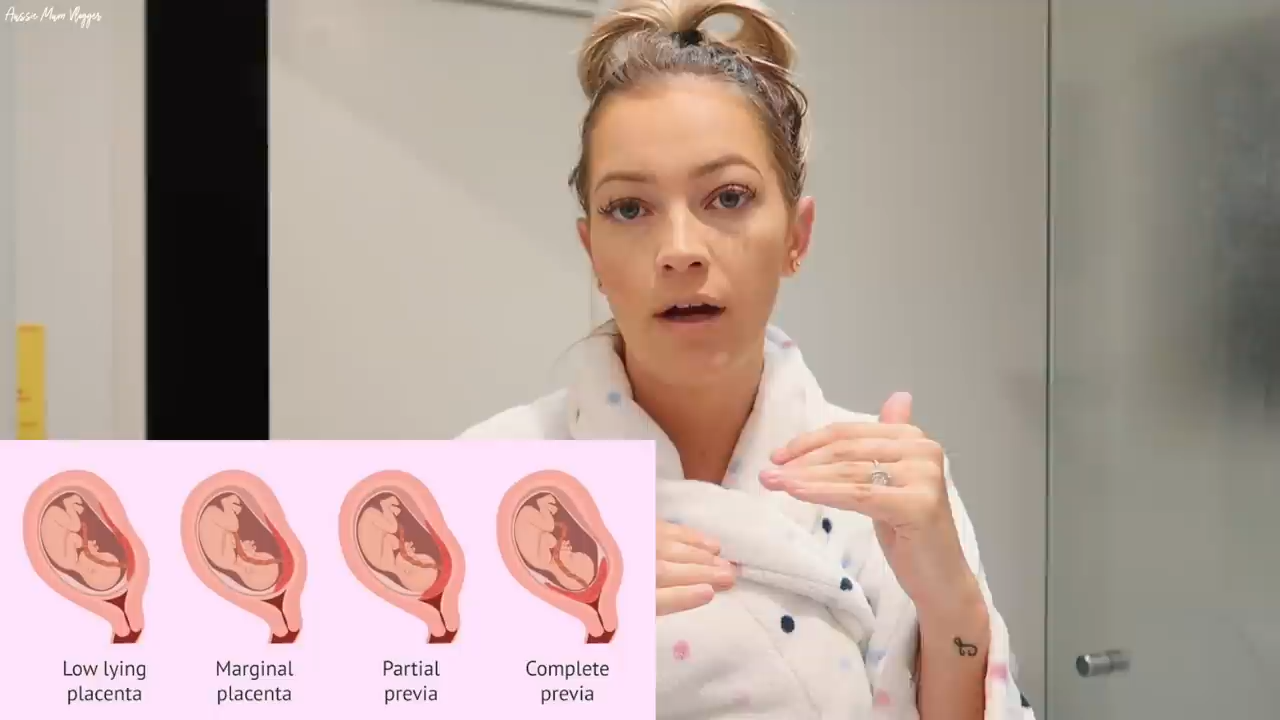 Aussie Mum Vlogger
Low lying
placenta
Marginal
placenta
Partial
previa
Complete
previa